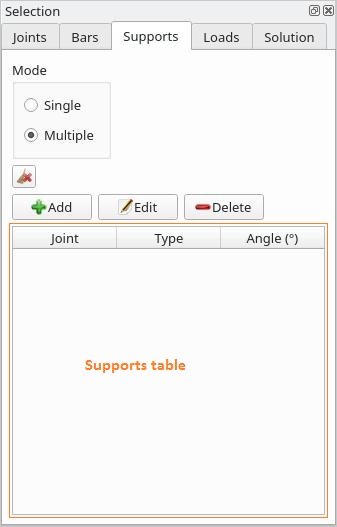 Selection
Joints Bars Supports Loads Solution
Mode
Single
Multiple
Add Edit Delete
Joint Type Angle (º)
Supports table